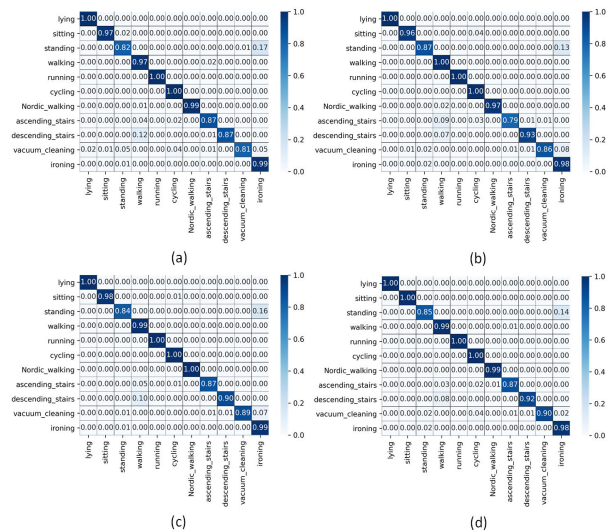 lying 1.00 0.00 0.00 0.00 0.00 0.00 0.00 0.00 0.00 0.00 0.00
sitting 0.00 0.97 0.02 0.00 0.00 0.00 0.00 0.00 0.00 0.00 0.00
standing 0.00 0.00 0.82 0.00 0.00 0.00 0.00 0.00 0.00 0.01 0.17
walking 0.00 0.00 0.00 0.97 0.00 0.00 0.00 0.02 0.00 0.00 0.00
running 0.00 0.00 0.00 0.00 1.00 0.00 0.00 0.00 0.00 0.00 0.00
cycling 0.00 0.00 0.00 0.00 0.00 1.00 0.00 0.00 0.00 0.00 0.00
Nordic_walking 0.00 0.00 0.00 0.01 0.00 0.00 0.99 0.00 0.00 0.00 0.00
ascending_stairs 0.00 0.00 0.00 0.04 0.00 0.02 0.00 0.87 0.00 0.00 0.00
descending_stairs 0.00 0.00 0.00 0.12 0.00 0.00 0.00 0.00 0.87 0.00 0.00
vacuum_cleaning 0.02 0.01 0.05 0.00 0.00 0.04 0.00 0.00 0.00 0.81 0.05
ironing 0.00 0.00 0.01 0.00 0.00 0.00 0.00 0.00 0.00 0.00 0.99
lying sitting standing walking running cycling Nordic_walking ascending_stairs descending_stairs vacuum_cleaning ironing
1.0
0.8
0.6
0.4
0.2
0.0
(a)
lying 1.00 0.00 0.00 0.00 0.00 0.00 0.00 0.00 0.00 0.00 0.00
sitting 0.00 0.96 0.00 0.00 0.00 0.04 0.00 0.00 0.00 0.00 0.00
standing 0.00 0.00 0.87 0.00 0.00 0.00 0.00 0.00 0.00 0.00 0.13
walking 0.00 0.00 0.00 1.00 0.00 0.00 0.00 0.00 0.00 0.00 0.00
running 0.00 0.00 0.00 0.00 1.00 0.00 0.00 0.00 0.00 0.00 0.00
cycling 0.00 0.00 0.00 0.00 0.00 1.00 0.00 0.00 0.00 0.00 0.00
Nordic_walking 0.00 0.00 0.00 0.02 0.00 0.00 0.97 0.00 0.00 0.00 0.00
ascending_stairs 0.00 0.00 0.00 0.09 0.00 0.02 0.00 0.79 0.01 0.00 0.00
descending_stairs 0.00 0.00 0.00 0.07 0.00 0.00 0.00 0.00 0.93 0.00 0.00
vacuum_cleaning 0.00 0.01 0.02 0.00 0.00 0.01 0.00 0.01 0.01 0.86 0.08
ironing 0.00 0.00 0.02 0.00 0.00 0.00 0.00 0.00 0.00 0.00 0.98
lying sitting standing walking running cycling Nordic_walking ascending_stairs descending_stairs vacuum_cleaning ironing
1.0
0.8
0.6
0.4
0.2
0.0
(b)
lying 1.00 0.00 0.00 0.00 0.00 0.00 0.00 0.00 0.00 0.00 0.00
sitting 0.00 0.98 0.00 0.00 0.00 0.01 0.00 0.00 0.00 0.00 0.00
standing 0.00 0.00 0.84 0.00 0.00 0.00 0.00 0.00 0.00 0.00 0.16
walking 0.00 0.00 0.00 0.99 0.00 0.00 0.00 0.00 0.00 0.00 0.00
running 0.00 0.00 0.00 0.00 1.00 0.00 0.00 0.00 0.00 0.00 0.00
cycling 0.00 0.00 0.00 0.00 0.00 1.00 0.00 0.00 0.00 0.00 0.00
Nordic_walking 0.00 0.00 0.00 0.00 0.00 0.00 1.00 0.00 0.00 0.00 0.00
ascending_stairs 0.00 0.00 0.00 0.05 0.00 0.01 0.00 0.87 0.00 0.00 0.00
descending_stairs 0.00 0.00 0.00 0.10 0.00 0.00 0.00 0.00 0.90 0.00 0.00
vacuum_cleaning 0.00 0.00 0.01 0.00 0.00 0.01 0.00 0.00 0.00 0.89 0.07
ironing 0.00 0.00 0.01 0.00 0.00 0.00 0.00 0.00 0.00 0.00 0.99
lying sitting standing walking running cycling Nordic_walking ascending_stairs descending_stairs vacuum_cleaning ironing
1.0
0.8
0.6
0.4
0.2
0.0
(c)
lying 1.00 0.00 0.00 0.00 0.00 0.00 0.00 0.00 0.00 0.00 0.00
sitting 0.00 1.00 0.00 0.00 0.00 0.00 0.00 0.00 0.00 0.00 0.00
standing 0.00 0.00 0.85 0.00 0.00 0.00 0.00 0.00 0.00 0.00 0.14
walking 0.00 0.00 0.00 0.99 0.00 0.00 0.00 0.01 0.00 0.00 0.00
running 0.00 0.00 0.00 0.00 1.00 0.00 0.00 0.00 0.00 0.00 0.00
cycling 0.00 0.00 0.00 0.00 0.00 1.00 0.00 0.00 0.00 0.00 0.00
Nordic_walking 0.00 0.00 0.00 0.00 0.00 0.00 0.99 0.00 0.00 0.00 0.00
ascending_stairs 0.00 0.00 0.00 0.03 0.00 0.02 0.01 0.87 0.00 0.00 0.00
descending_stairs 0.00 0.00 0.00 0.08 0.00 0.00 0.00 0.00 0.92 0.00 0.00
vacuum_cleaning 0.00 0.00 0.02 0.00 0.00 0.04 0.00 0.01 0.00 0.90 0.02
ironing 0.00 0.00 0.02 0.00 0.00 0.00 0.00 0.00 0.00 0.00 0.98
lying sitting standing walking running cycling Nordic_walking ascending_stairs descending_stairs vacuum_cleaning ironing
1.0
0.8
0.6
0.4
0.2
0.0
(d)